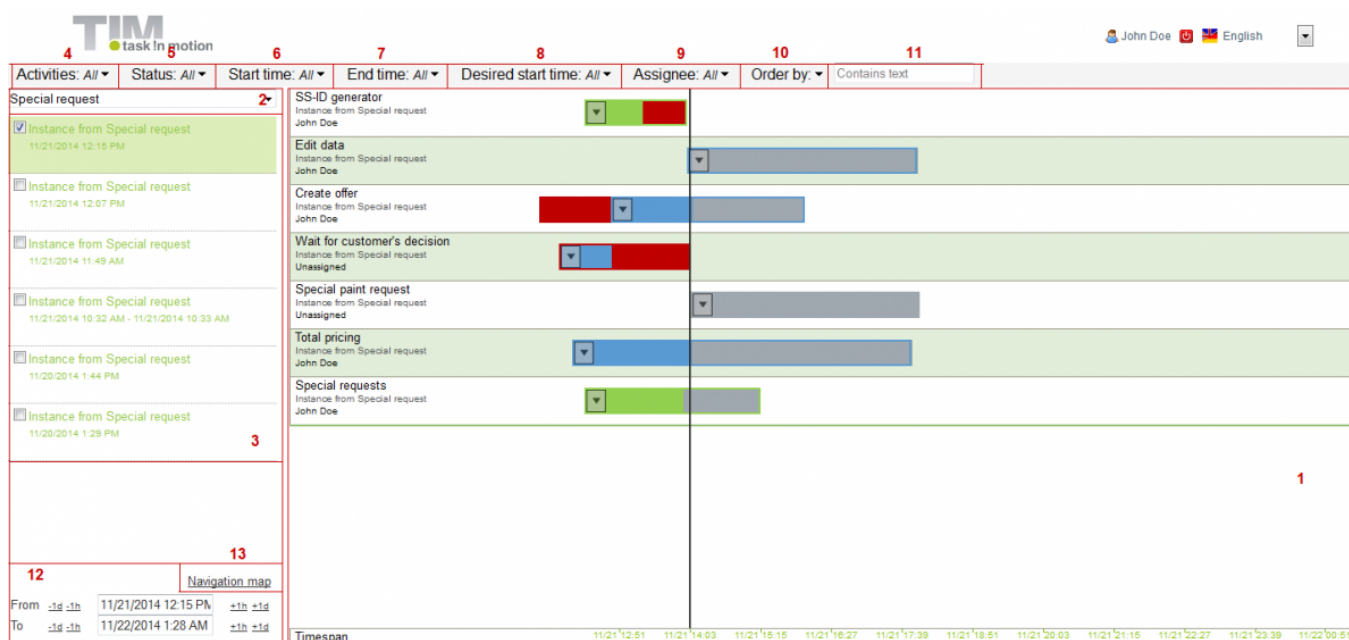 TIM
task !n motion
John Doe English
4 5 6 7 8 9 10 11
Activities: All Status: All Start time: All End time: All Desired start time: All Assignee: All Order by: Contains text
Special request 2
Instance from Special request
11/21/2014 12:15 PM
Instance from Special request
11/21/2014 12:07 PM
Instance from Special request
11/21/2014 11:49 AM
Instance from Special request
11/21/2014 10:32 AM - 11/21/2014 10:33 AM
Instance from Special request
11/20/2014 1:44 PM
Instance from Special request
11/20/2014 1:29 PM
3
SS-ID generator
Instance from Special request
John Doe
Edit data
Instance from Special request
John Doe
Create offer
Instance from Special request
John Doe
Wait for customer's decision
Instance from Special request
Unassigned
Special paint request
Instance from Special request
Unassigned
Total pricing
Instance from Special request
John Doe
Special requests
Instance from Special request
John Doe
1
13
12
Navigation map
From -1d -1h 11/21/2014 12:15 PM +1h +1d
To -1d -1h 11/22/2014 1:28 AM +1h +1d
Timespan 11/21 12:51 11/21 14:03 11/21 15:15 11/21 16:27 11/21 17:39 11/21 18:51 11/21 20:03 11/21 21:15 11/21 22:27 11/21 23:39 11/22 00:51